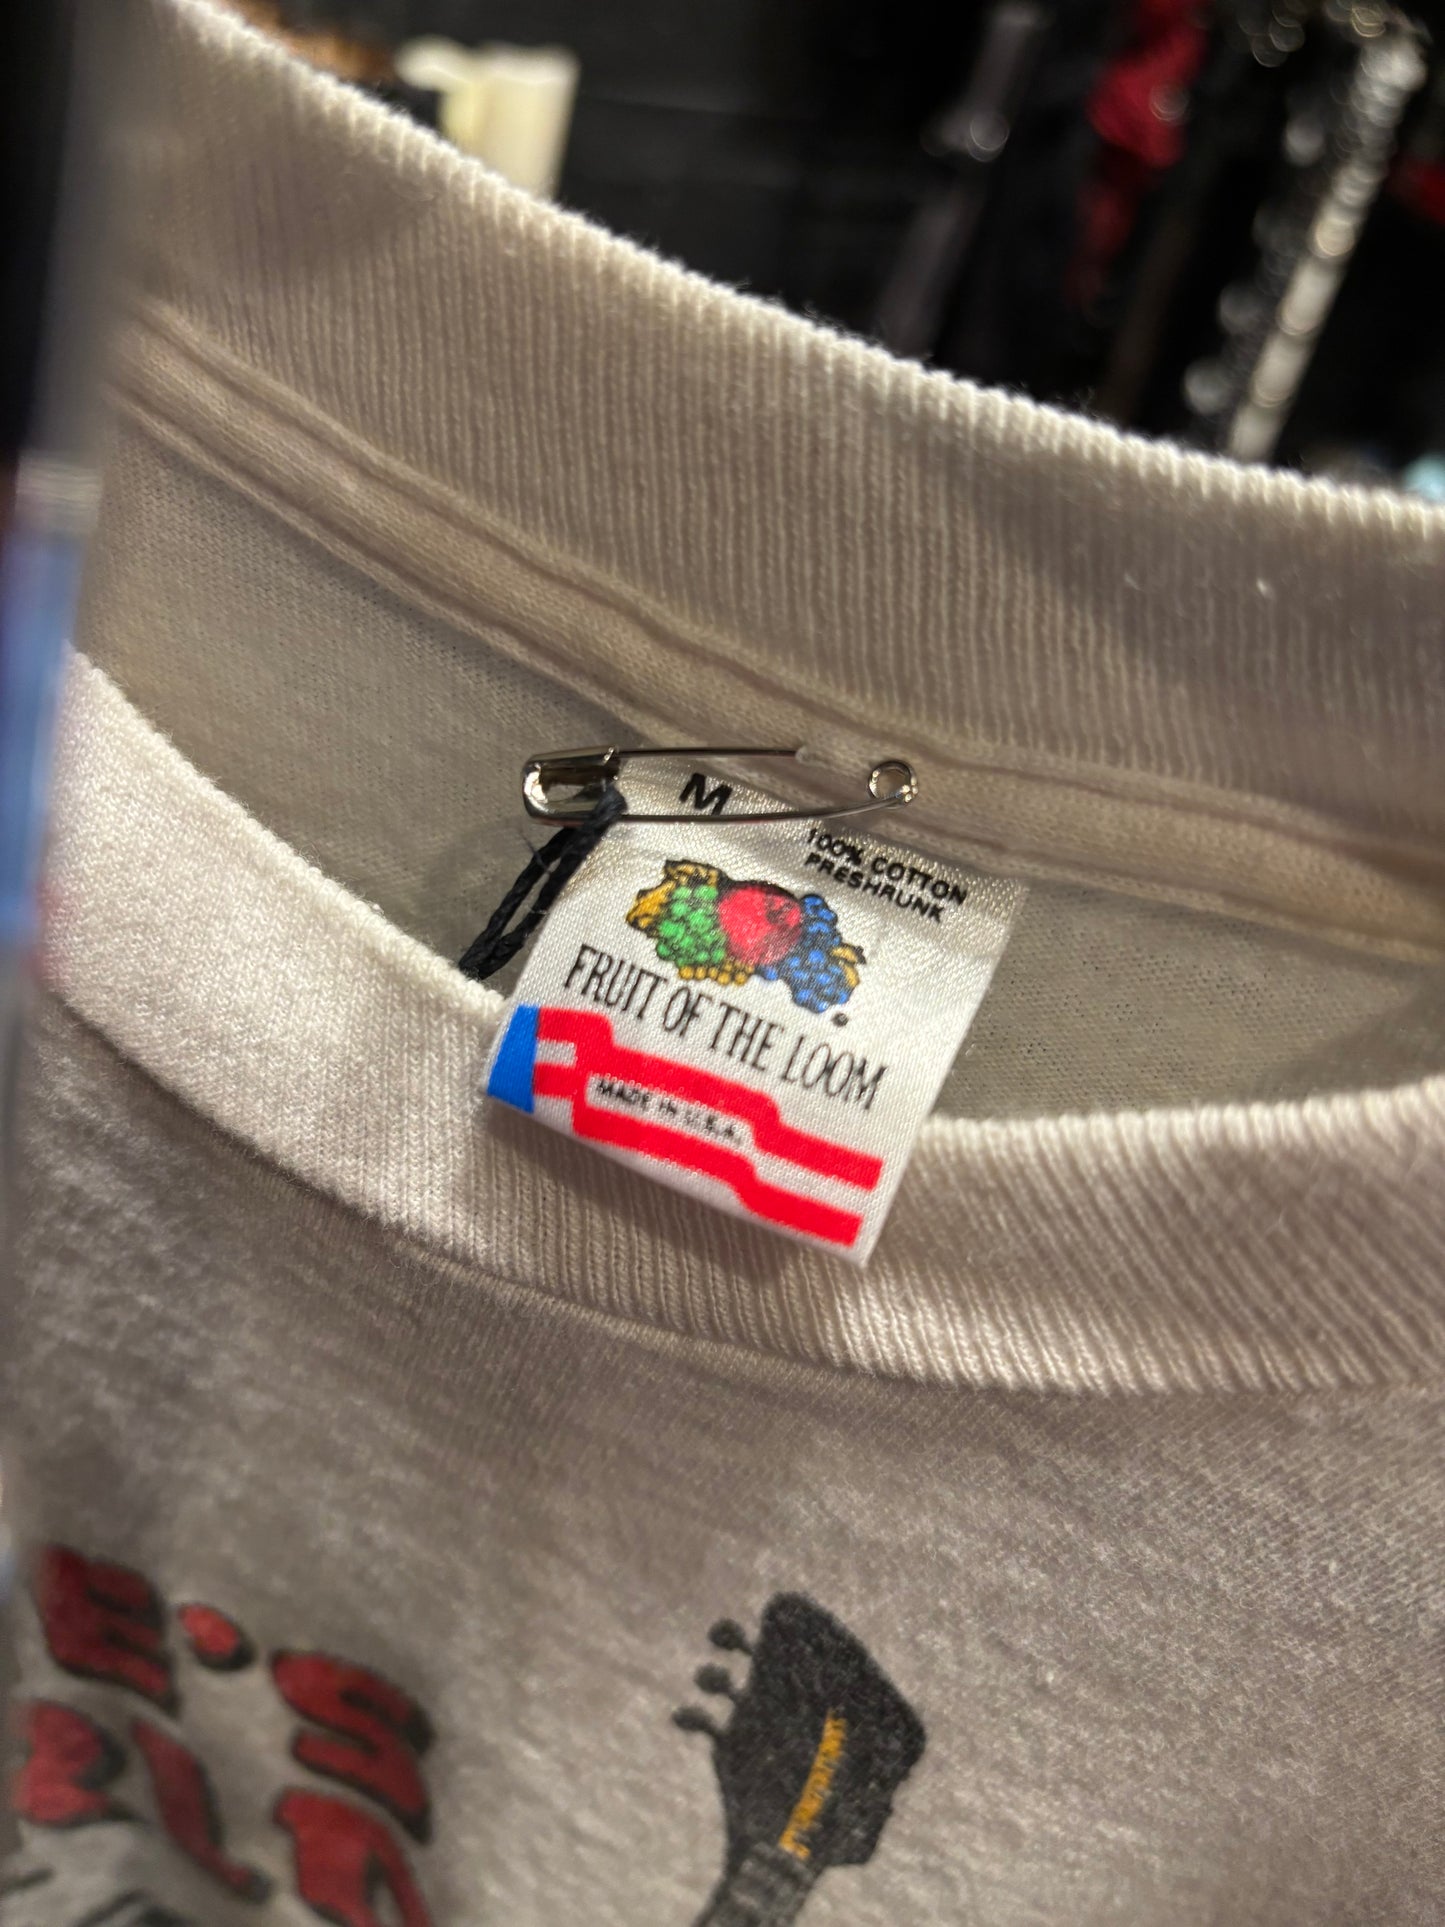 M
100% COTTON
PRESHRUNK
FRUIT OF THE LOOM
MADE IN U.S.A.